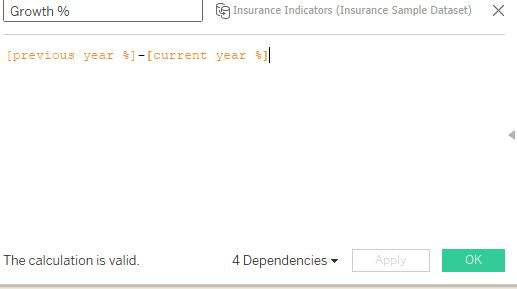 Growth % Insurance Indicators (Insurance Sample Dataset)
[previous year %]-[current year %]
The calculation is valid. 4 Dependencies Apply OK